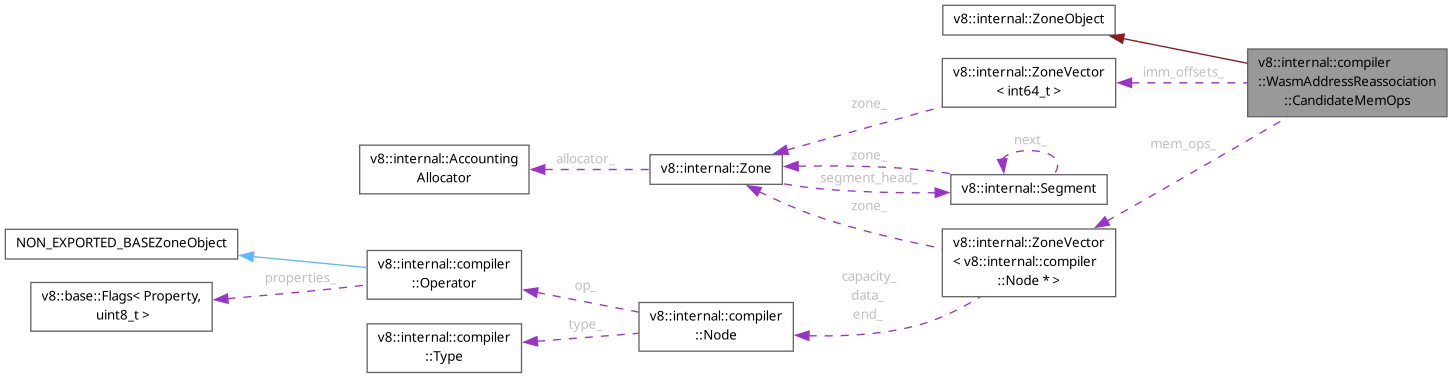 v8::internal::ZoneObject
v8::internal::compiler
::WasmAddressReassociation
::CandidateMemOps
imm_offsets_
v8::internal::ZoneVector
< int64_t >
zone_
next_
mem_ops_
v8::internal::Accounting
Allocator
allocator_
v8::internal::Zone
zone_
segment_head_
v8::internal::Segment
zone_
NON_EXPORTED_BASEZoneObject
v8::internal::ZoneVector
< v8::internal::compiler
::Node * >
v8::internal::compiler
::Operator
properties_
v8::base::Flags< Property,
uint8_t >
op_
capacity_
data_
end_
v8::internal::compiler
::Node
type_
v8::internal::compiler
::Type